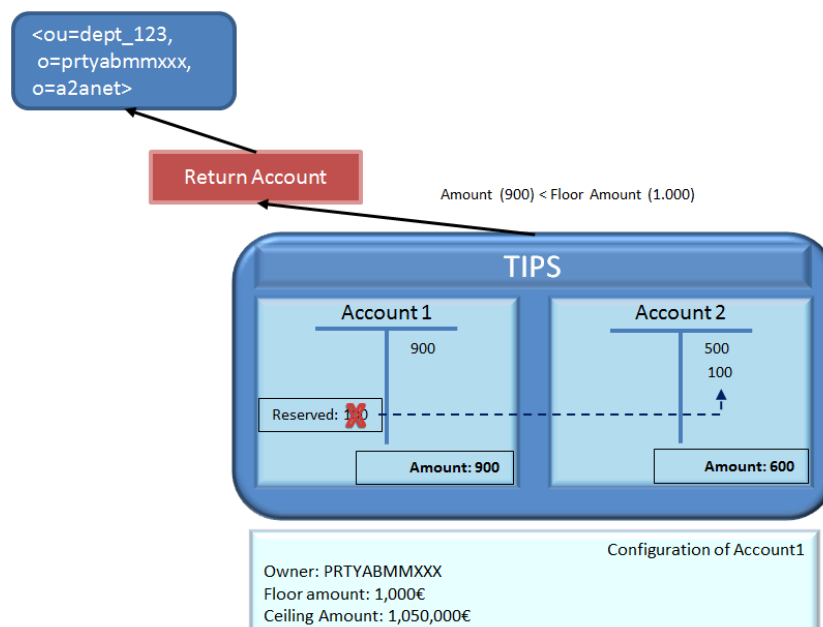 <ou=dept_123,
o=prtyabmmxxx,
o=a2anet>
Return Account
Amount (900) < Floor Amount (1.000)
TIPS
Account 1
900
Reserved:
Amount: 900
Account 2
500
100
Amount: 600
Configuration of Account1
Owner: PRTYABMMXXX
Floor amount: 1,000€
Ceiling Amount: 1,050,000€